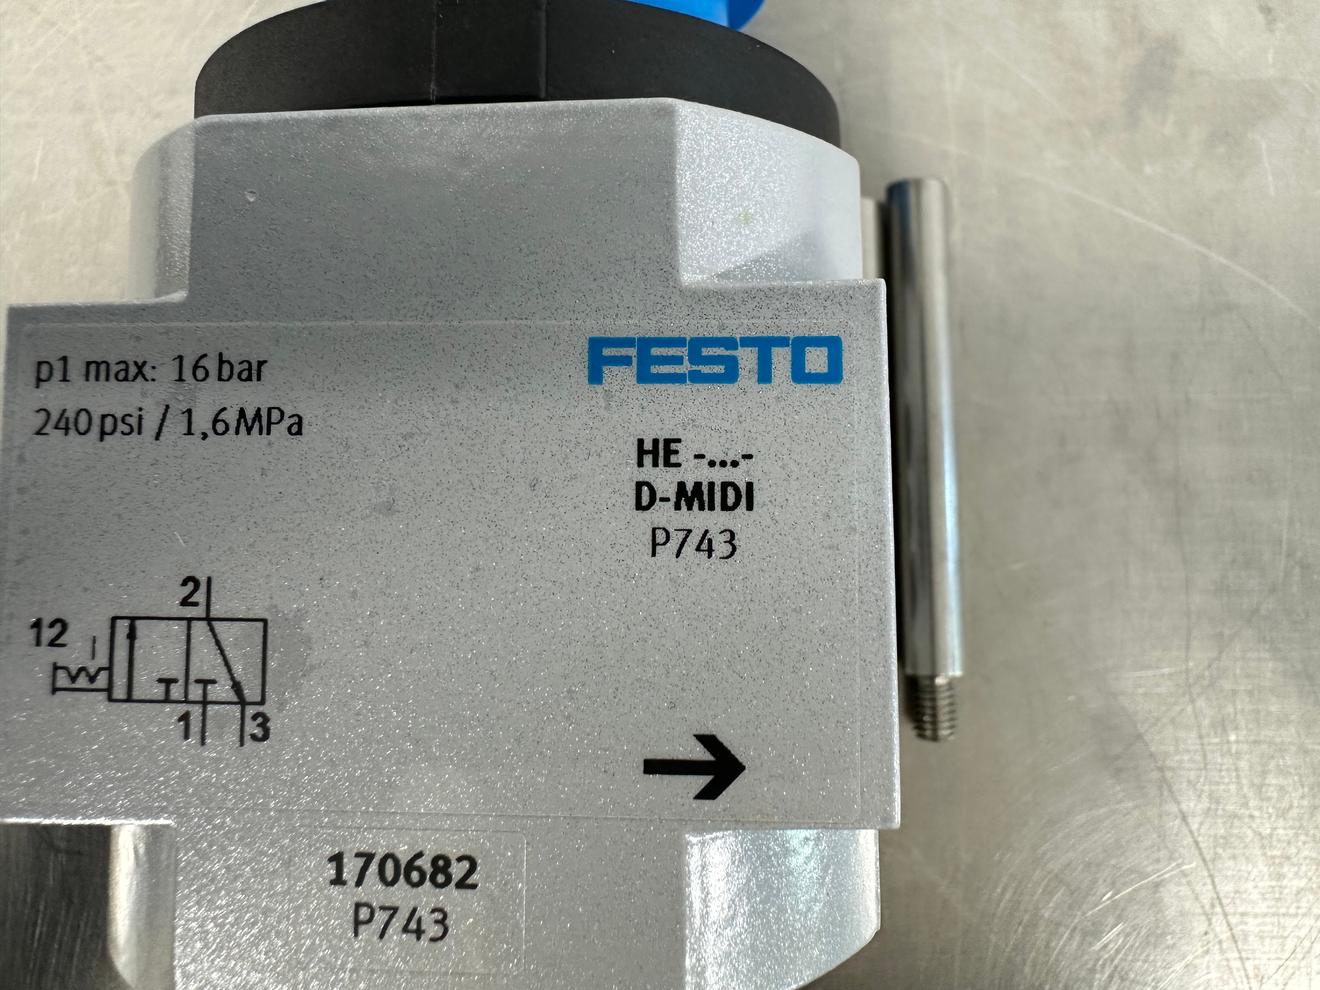 p1 max: 16 bar
240 psi / 1,6 MPa
FESTO
HE -...-
D-MIDI
P743
2
12
1
3
170682
P743